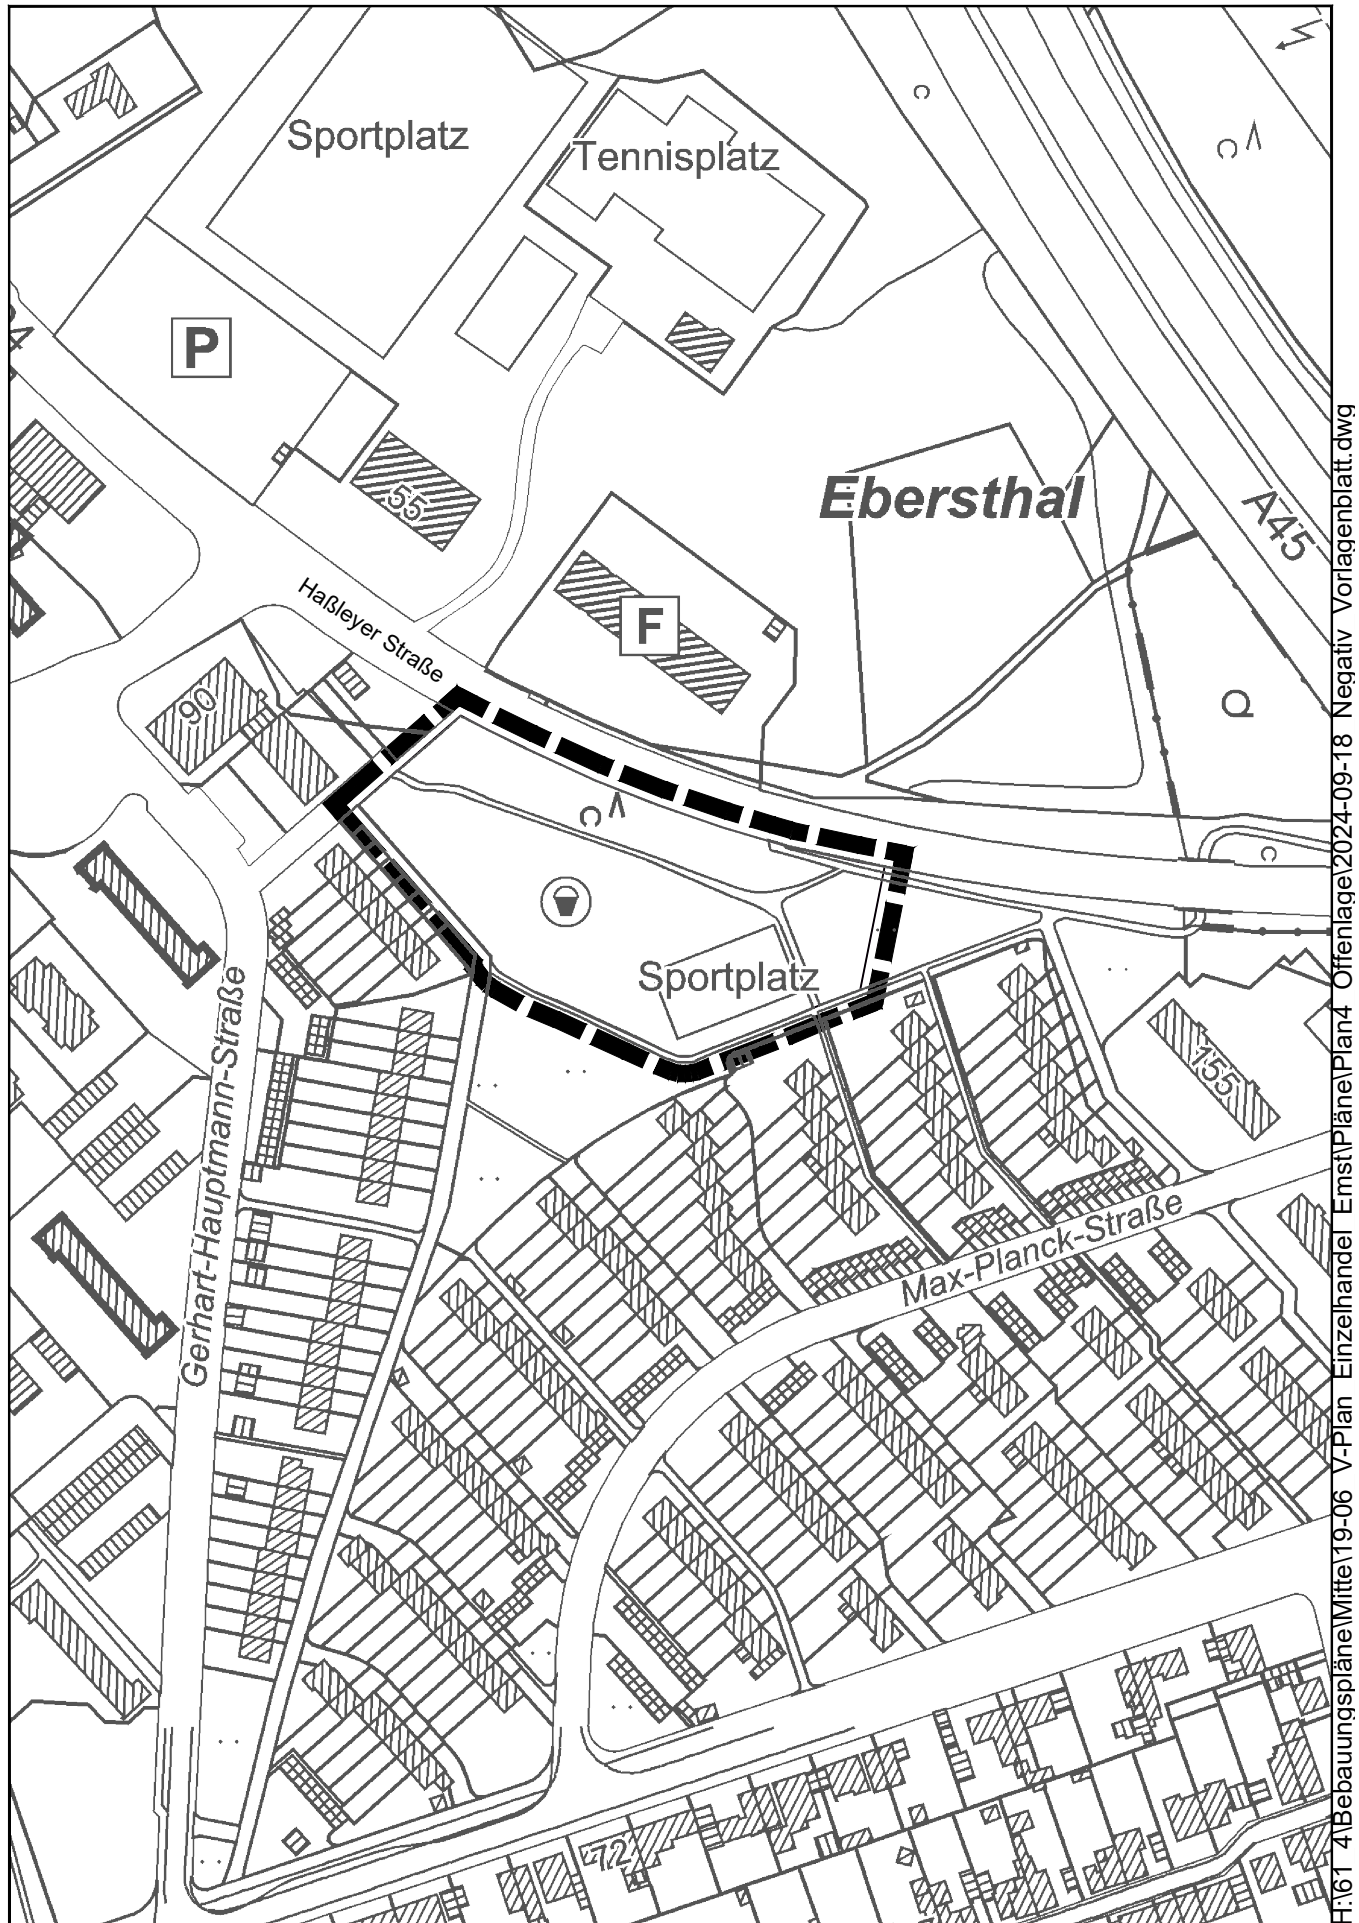 Sportplatz
Tennisplatz
P
55
Ebersthal
A45
Haßleyer Straße
F
90
Sportplatz
155
Gerhart-Hauptmann-Straße
Max-Planck-Straße
72
H:\61_4\Bebauungspläne\Mitte\19-06_V-Plan_Einzelhandel_Emst\Pläne\Plan4_Offenlage\2024-09-18_Negativ_Vorlagenblatt.dwg